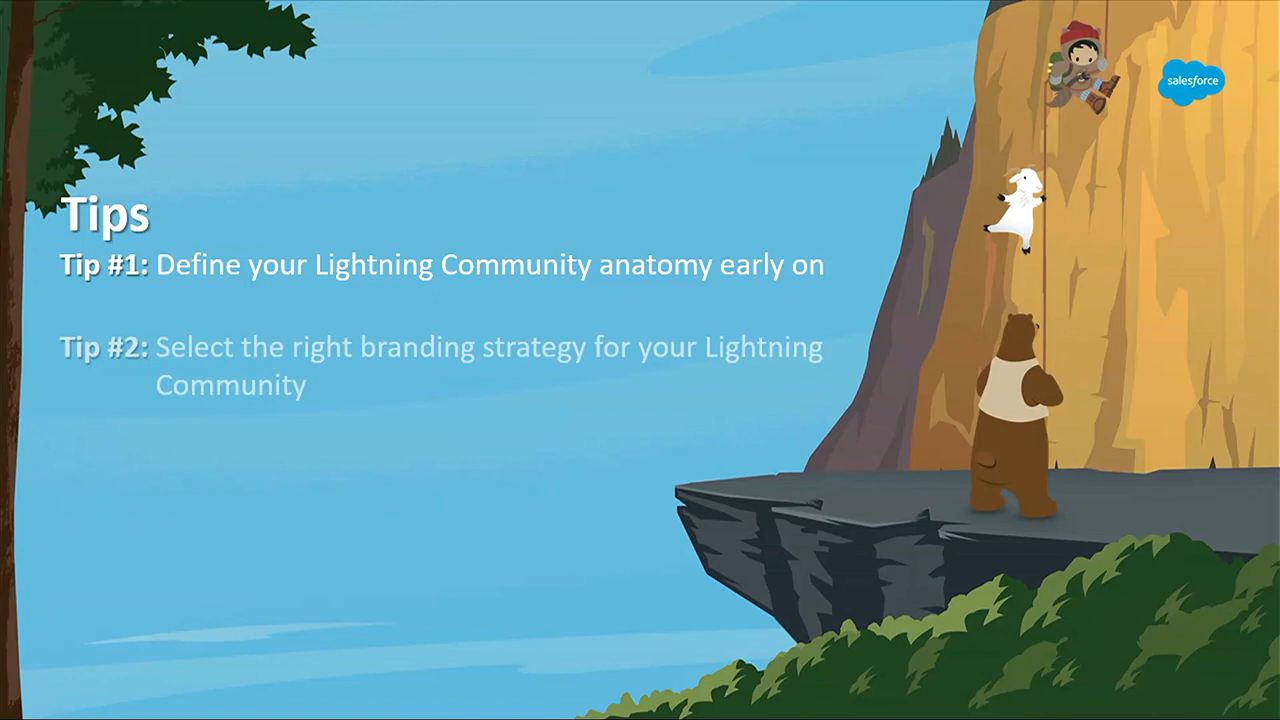 salesforce
Tips
Tip #1: Define your Lightning Community anatomy early on
Tip #2: Select the right branding strategy for your Lightning
Community